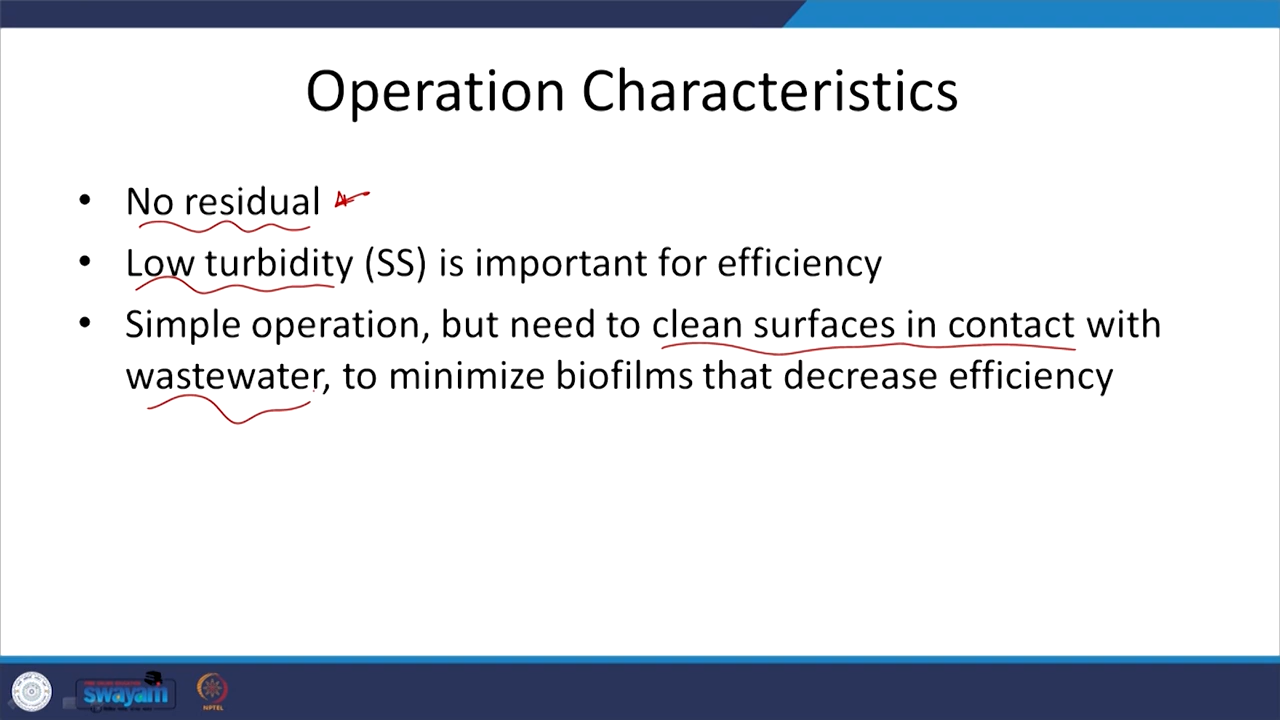 Operation Characteristics
• No residual
• Low turbidity (SS) is important for efficiency
• Simple operation, but need to clean surfaces in contact with
wastewater, to minimize biofilms that decrease efficiency
swayam
NPTEL